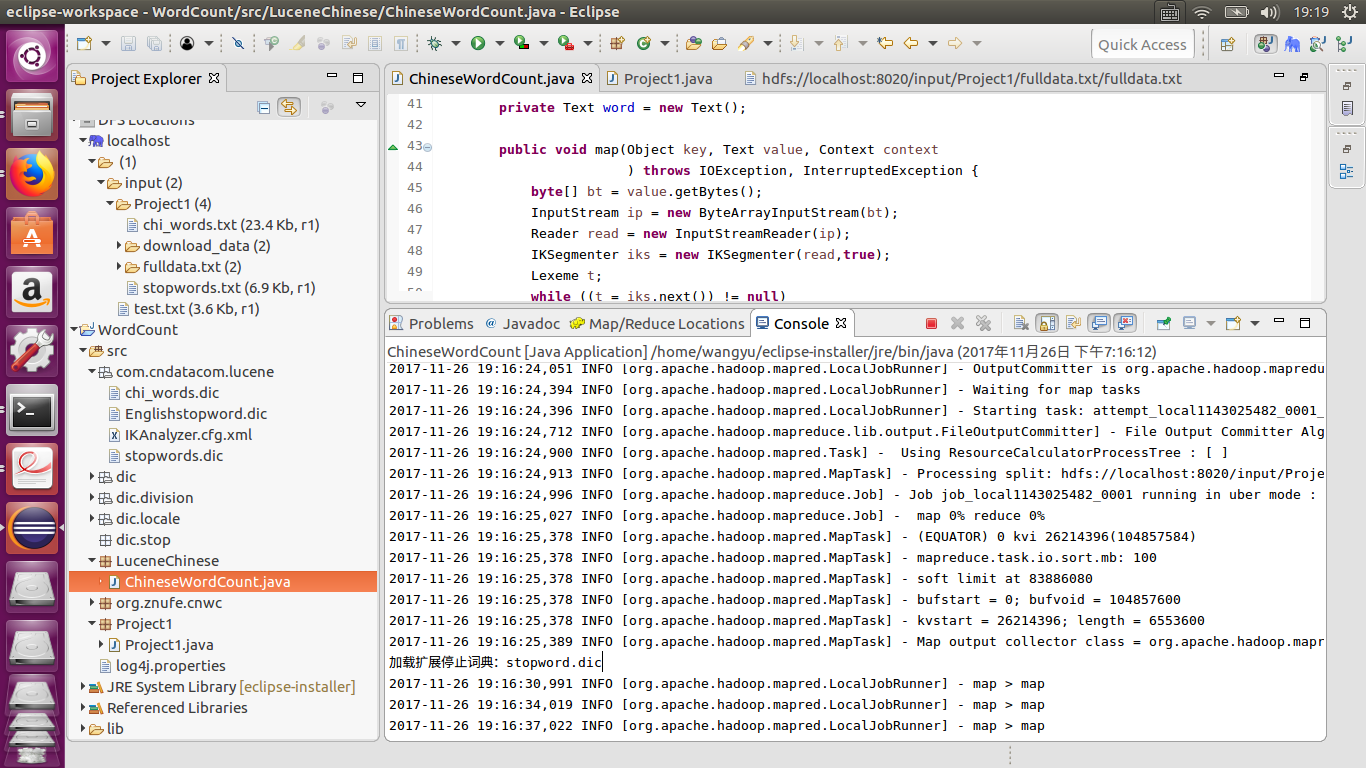 eclipse-workspace - WordCount/src/LuceneChinese/ChineseWordCount.java - Eclipse
19:19
Quick Access
Project Explorer
DFS Locations
localhost
(1)
input (2)
Project1 (4)
chi_words.txt (23.4 Kb, r1)
download_data (2)
fulldata.txt (2)
stopwords.txt (6.9 Kb, r1)
test.txt (3.6 Kb, r1)
WordCount
src
com.cndatacom.lucene
chi_words.dic
Englishstopword.dic
IKAnalyzer.cfg.xml
stopwords.dic
dic
dic.division
dic.locale
dic.stop
LuceneChinese
ChineseWordCount.java
org.znufe.cnwc
Project1
Project1.java
log4j.properties
JRE System Library [eclipse-installer]
Referenced Libraries
lib
ChineseWordCount.java
Project1.java
hdfs://localhost:8020/input/Project1/fulldata.txt/fulldata.txt
41 private Text word = new Text();
42
43 public void map(Object key, Text value, Context context
44 ) throws IOException, InterruptedException {
45 byte[] bt = value.getBytes();
46 InputStream ip = new ByteArrayInputStream(bt);
47 Reader read = new InputStreamReader(ip);
48 IKSegmenter iks = new IKSegmenter(read,true);
49 Lexeme t;
50 while ((t = iks.next()) != null)
Problems
@ Javadoc
Map/Reduce Locations
Console
ChineseWordCount [Java Application] /home/wangyu/eclipse-installer/jre/bin/java (2017年11月26日 下午7:16:12)
2017-11-26 19:16:24,051 INFO [org.apache.hadoop.mapred.LocalJobRunner] - OutputCommitter is org.apache.hadoop.mapredu
2017-11-26 19:16:24,394 INFO [org.apache.hadoop.mapred.LocalJobRunner] - Waiting for map tasks
2017-11-26 19:16:24,396 INFO [org.apache.hadoop.mapred.LocalJobRunner] - Starting task: attempt_local1143025482_0001_
2017-11-26 19:16:24,712 INFO [org.apache.hadoop.mapreduce.lib.output.FileOutputCommitter] - File Output Committer Alg
2017-11-26 19:16:24,900 INFO [org.apache.hadoop.mapred.Task] -  Using ResourceCalculatorProcessTree : [ ]
2017-11-26 19:16:24,913 INFO [org.apache.hadoop.mapred.MapTask] - Processing split: hdfs://localhost:8020/input/Proje
2017-11-26 19:16:24,996 INFO [org.apache.hadoop.mapreduce.Job] - Job job_local1143025482_0001 running in uber mode :
2017-11-26 19:16:25,027 INFO [org.apache.hadoop.mapreduce.Job] -  map 0% reduce 0%
2017-11-26 19:16:25,378 INFO [org.apache.hadoop.mapred.MapTask] - (EQUATOR) 0 kvi 26214396(104857584)
2017-11-26 19:16:25,378 INFO [org.apache.hadoop.mapred.MapTask] - mapreduce.task.io.sort.mb: 100
2017-11-26 19:16:25,378 INFO [org.apache.hadoop.mapred.MapTask] - soft limit at 83886080
2017-11-26 19:16:25,378 INFO [org.apache.hadoop.mapred.MapTask] - bufstart = 0; bufvoid = 104857600
2017-11-26 19:16:25,378 INFO [org.apache.hadoop.mapred.MapTask] - kvstart = 26214396; length = 6553600
2017-11-26 19:16:25,389 INFO [org.apache.hadoop.mapred.MapTask] - Map output collector class = org.apache.hadoop.mapr
加载扩展停止词典：stopword.dic
2017-11-26 19:16:30,991 INFO [org.apache.hadoop.mapred.LocalJobRunner] - map > map
2017-11-26 19:16:34,019 INFO [org.apache.hadoop.mapred.LocalJobRunner] - map > map
2017-11-26 19:16:37,022 INFO [org.apache.hadoop.mapred.LocalJobRunner] - map > map